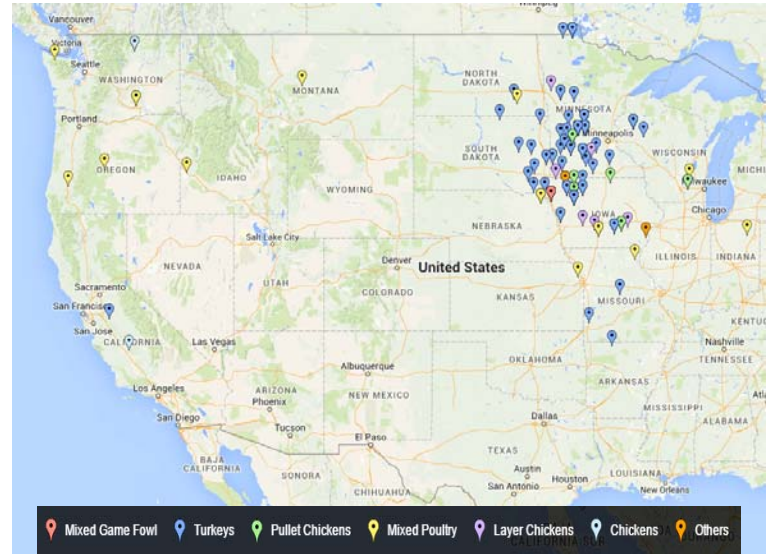 Winnipeg
Vancouver
Victoria
Seattle
WASHINGTON
NORTH
DAKOTA
MONTANA
MINNESOTA
Portland
Minneapolis
SOUTH
DAKOTA
WISCONSIN
OREGON
IDAHO
MICHI
Milwaukee
WYOMING
Chicago
IOWA
NEBRASKA
Salt Lake City
ILLINOIS
INDIANA
NEVADA
Denver
United States
UTAH
Sacramento
COLORADO
KANSAS
MISSOURI
San Francisco
San Jose
KENTUC
CALIFORNIA
Las Vegas
Nashville
TENNESSEE
OKLAHOMA
Albuquerque
ARKANSAS
Los Angeles
ARIZONA
NEW MEXICO
Atla
Phoenix
MISSISSIPPI
San Diego
Dallas
ALABAMA
Tucson
El Paso
TEXAS
BAJA
CALIFORNIA
Austin
LOUISIANA
SONORA
Houston
San Antonio
New Orleans
CHIHUAHUA
Mixed Game Fowl Turkeys Pullet Chickens Mixed Poultry Layer Chickens Chickens Others